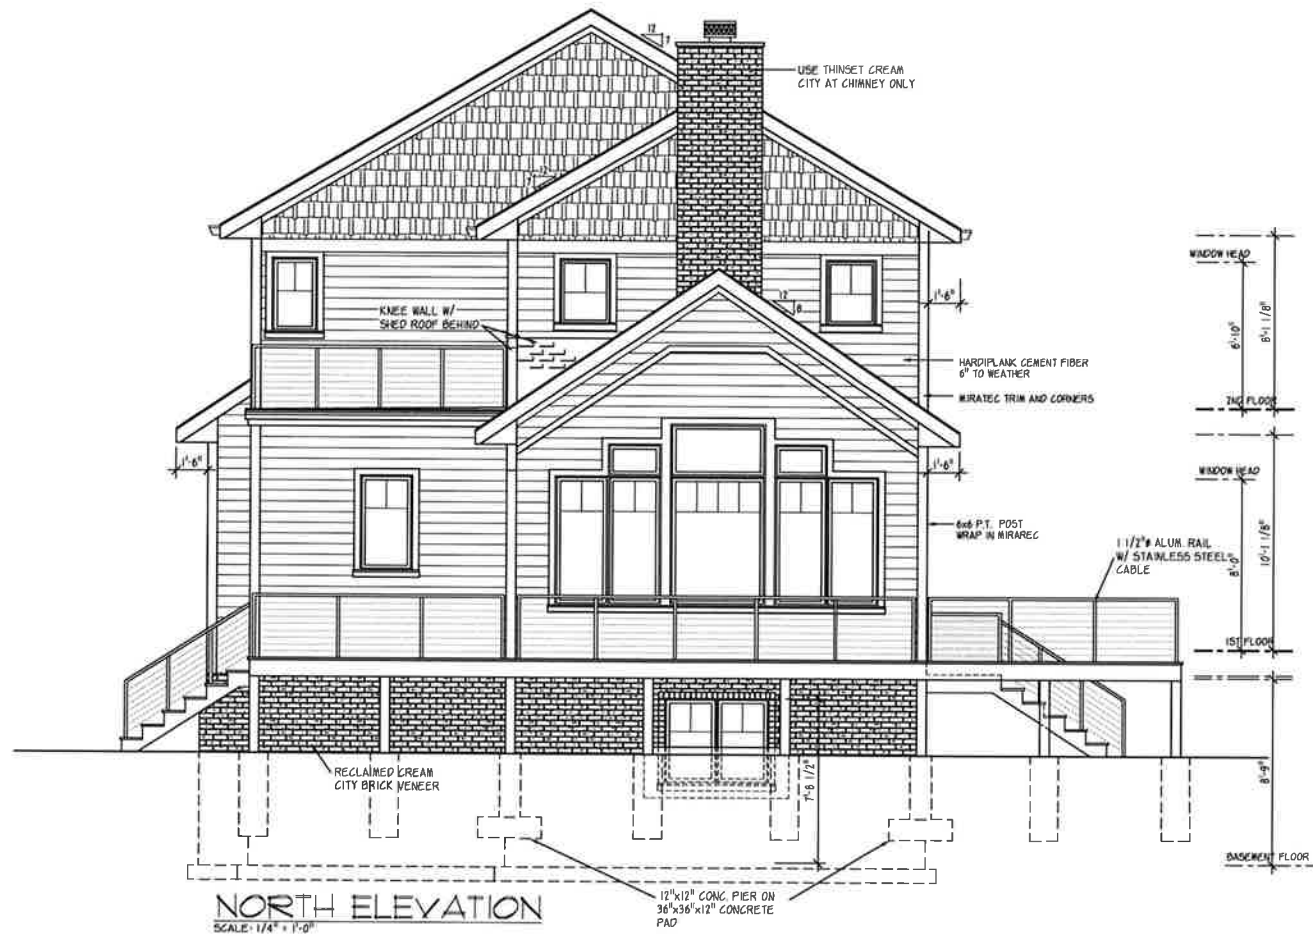 12
7
USE THINSET CREAM
CITY AT CHIMNEY ONLY
12
7
WINDOW HEAD
1'-6"
6'-10"
8'-1 1/8"
KNEE WALL W/
SHED ROOF BEHIND
12
8
HARDIPLANK CEMENT FIBER
6" TO WEATHER
MIRATEC TRIM AND CORNERS
2ND FLOOR
1'-6"
1'-6"
WINDOW HEAD
6x6 P.T. POST
WRAP IN MIRAREC
1 1/2"ø ALUM. RAIL
W/ STAINLESS STEEL
CABLE
8'-0"
10'-1 1/8"
1ST FLOOR
RECLAIMED CREAM
CITY BRICK VENEER
7'-8 1/2"
8'-9"
BASEMENT FLOOR
12"x12" CONC. PIER ON
36"x36"x12" CONCRETE
PAD
NORTH ELEVATION
SCALE: 1/4" = 1'-0"